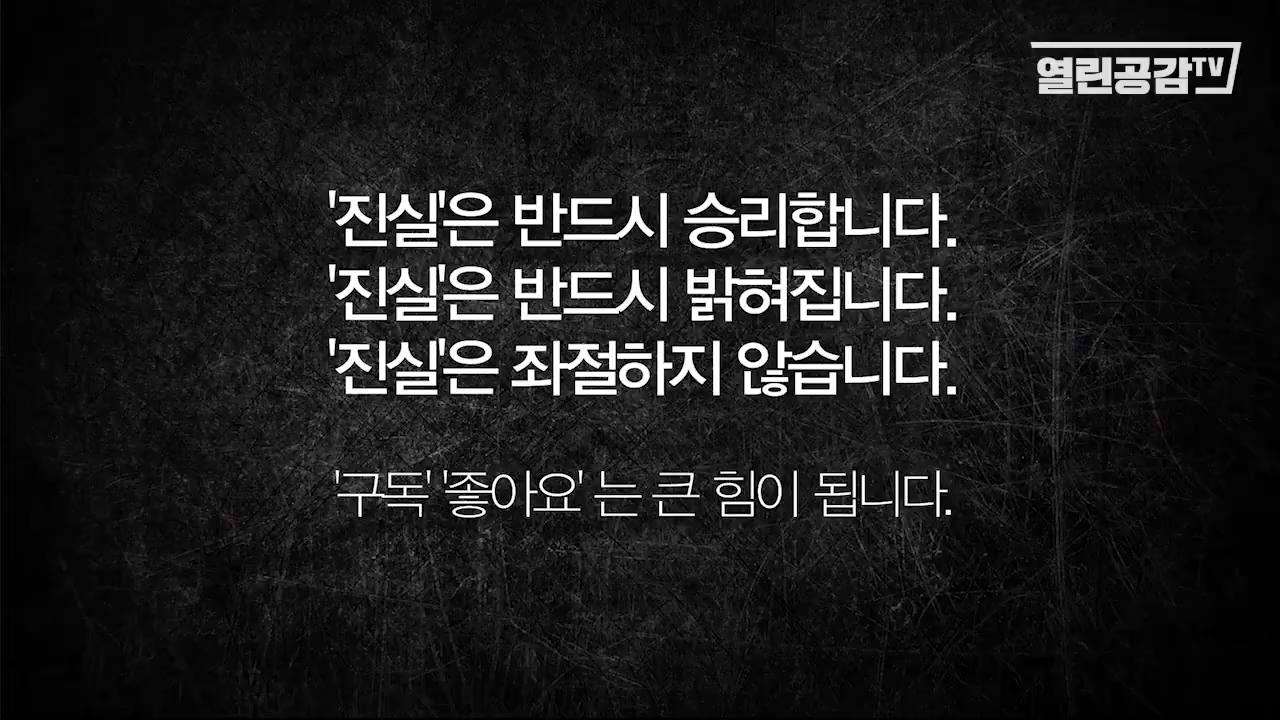 열린공감TV
'진실'은 반드시 승리합니다.
'진실'은 반드시 밝혀집니다.
'진실'은 좌절하지 않습니다.
'구독' '좋아요' 는 큰 힘이 됩니다.